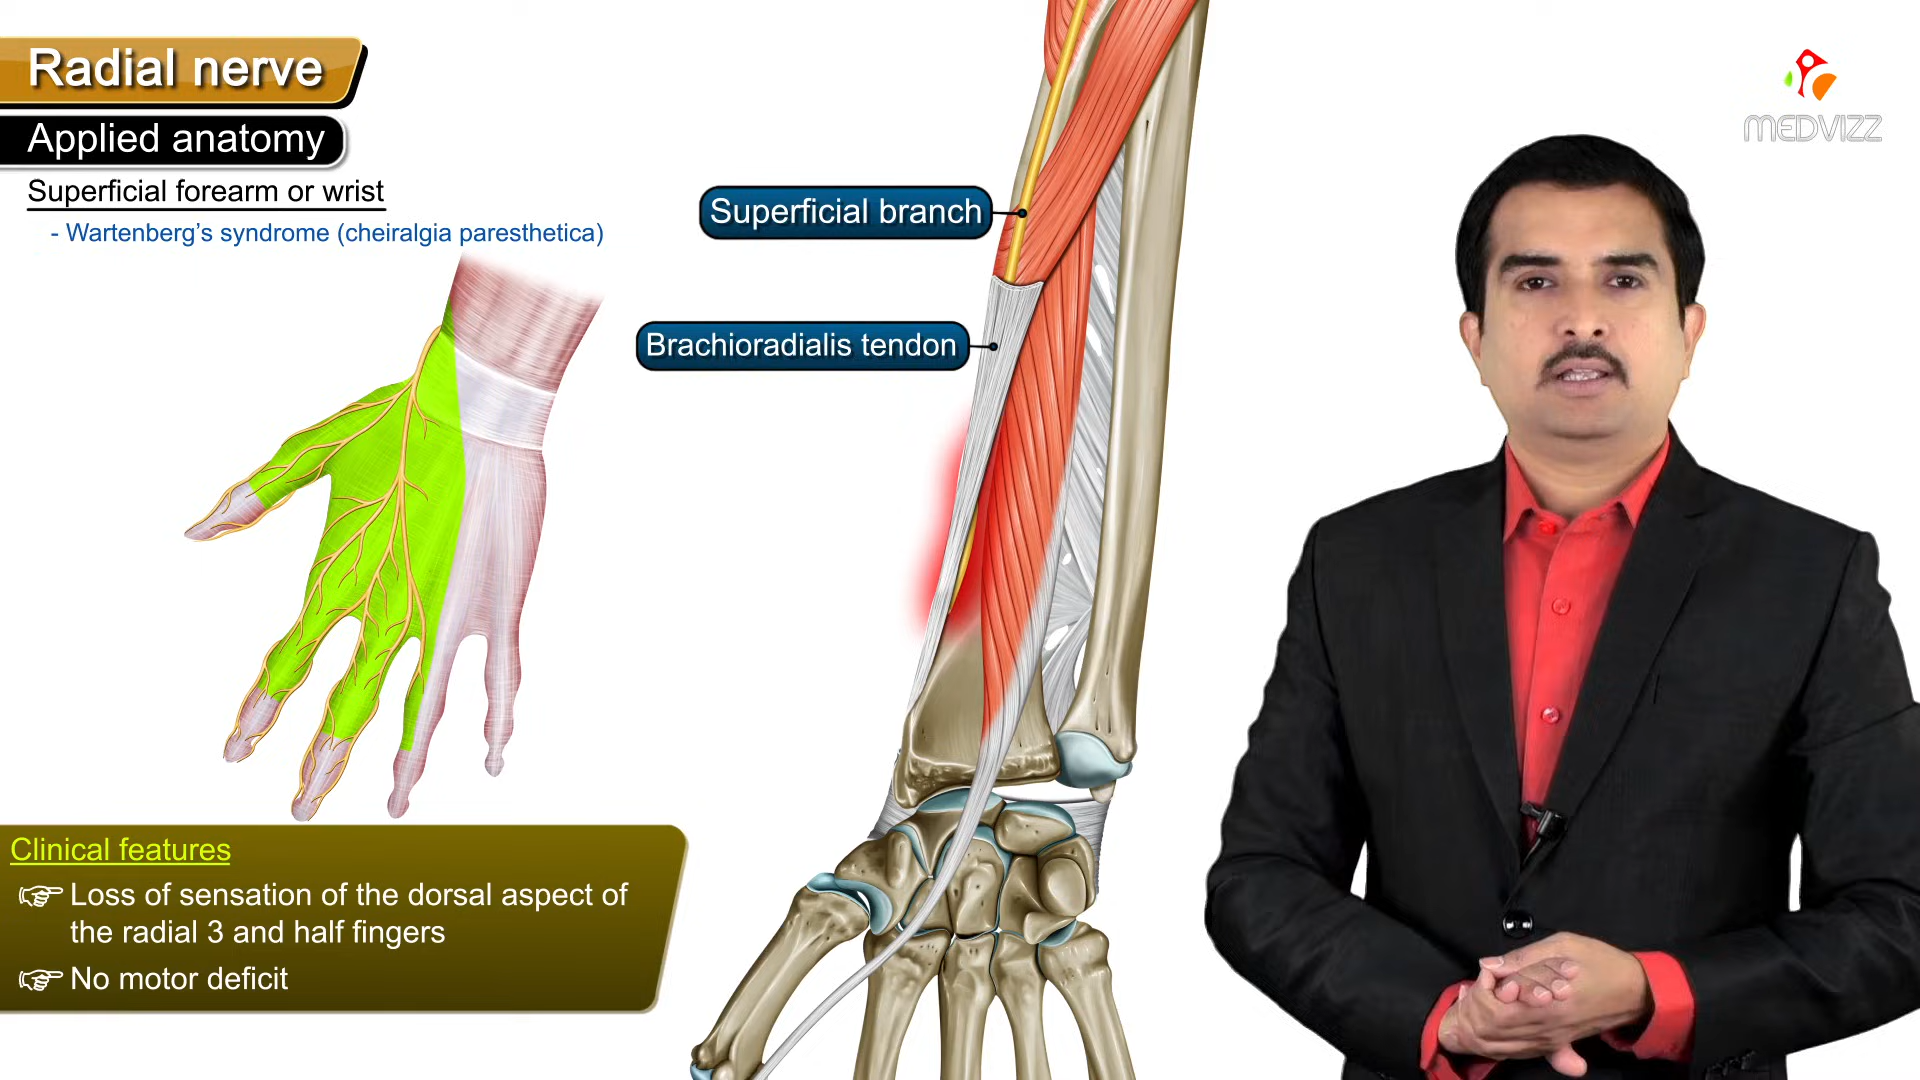 Radial nerve
Applied anatomy
Superficial forearm or wrist
- Wartenberg’s syndrome (cheiralgia paresthetica)
Superficial branch
Brachioradialis tendon
MEDVIZZ
Clinical features
Loss of sensation of the dorsal aspect of
the radial 3 and half fingers
No motor deficit